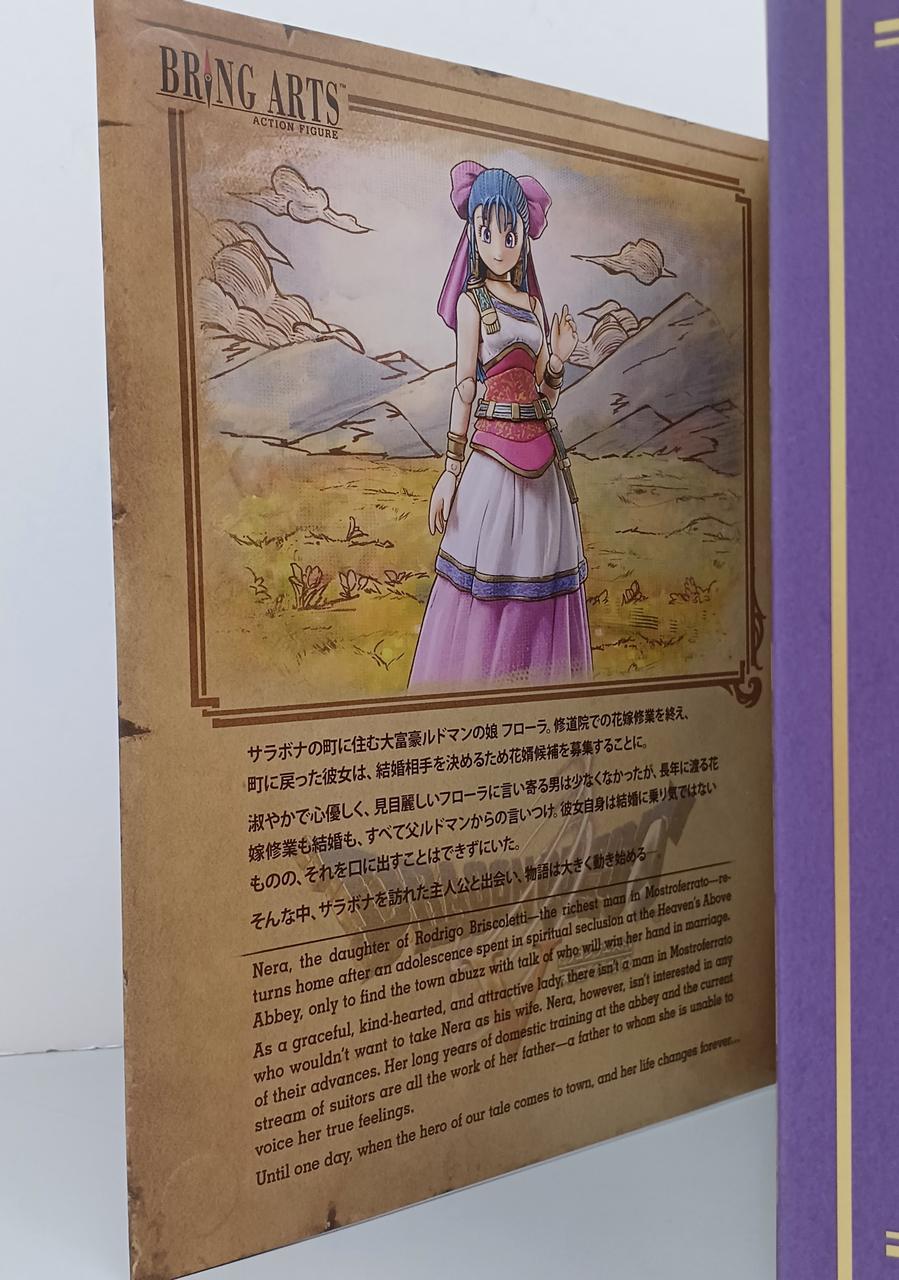 BRING ARTS™
ACTION FIGURE
サラボナの町に住む大富豪ルドマンの娘 フローラ。修道院での花嫁修業を終え、
町に戻った彼女は、結婚相手を決めるため花婿候補を募集することに。
淑やかで心優しく、見目麗しいフローラに言い寄る男は少なくなかったが、長年に渡る花
嫁修業も結婚も、すべて父ルドマンからの言いつけ。彼女自身は結婚に乗り気ではない
ものの、それを口に出すことはできずにいた。
そんな中、サラボナを訪れた主人公と出会い、物語は大きく動き始める―。
Nera, the daughter of Rodrigo Briscoletti—the richest man in Mostroferrato—re-
turns home after an adolescence spent in spiritual seclusion at the Heaven's Above
Abbey, only to find the town abuzz with talk of who will win her hand in marriage.
As a graceful, kind-hearted, and attractive lady, there isn't a man in Mostroferrato
who wouldn't want to take Nera as his wife. Nera, however, isn't interested in any
of their advances. Her long years of domestic training at the abbey and the current
stream of suitors are all the work of her father—a father to whom she is unable to
voice her true feelings.
Until one day, when the hero of our tale comes to town, and her life changes forever...